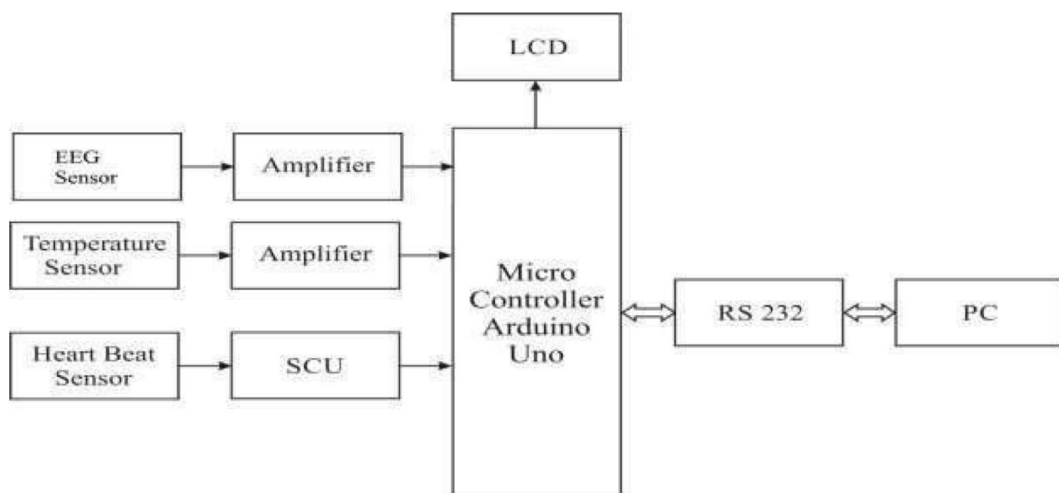 LCD
EEG
Sensor
Amplifier
Temperature
Sensor
Amplifier
Heart Beat
Sensor
SCU
Micro
Controller
Arduino
Uno
RS 232
PC